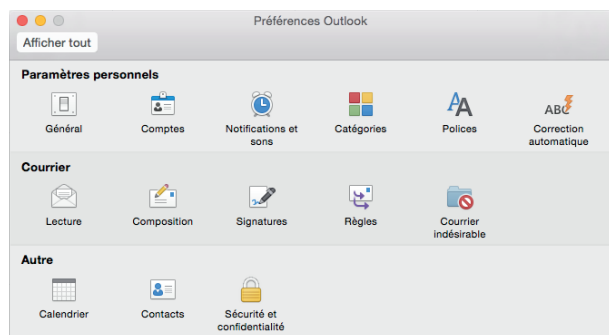 Préférences Outlook
Afficher tout
Paramètres personnels
Général
Comptes
Notifications et
sons
Catégories
Polices
Correction
automatique
Courrier
Lecture
Composition
Signatures
Règles
Courrier
indésirable
Autre
Calendrier
Contacts
Sécurité et
confidentialité